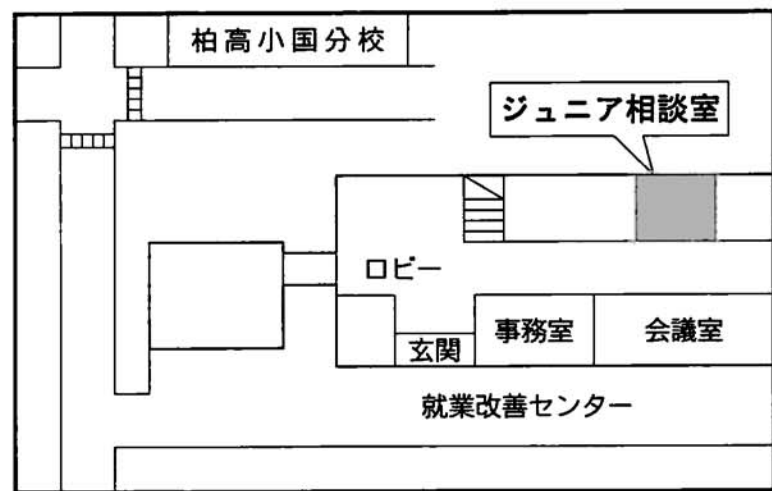 柏高小国分校
ジュニア相談室
ロビー
玄関
事務室
会議室
就業改善センター